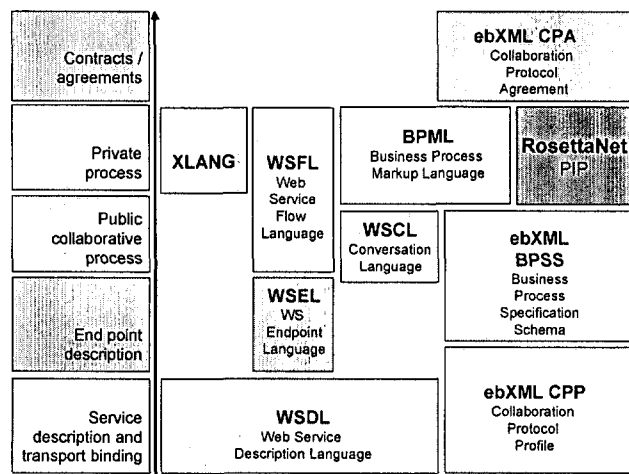 Contracts /
agreements
ebXML CPA
Collaboration
Protocol
Agreement
Private
process
XLANG
WSFL
Web
Service
Flow
Language
BPML
Business Process
Markup Language
RosettaNet
PIP
Public
collaborative
process
WSCL
Conversation
Language
ebXML
BPSS
Business
Process
Specification
Schema
End point
description
WSEL
WS
Endpoint
Language
Service
description and
transport binding
WSDL
Web Service
Description Language
ebXML CPP
Collaboration
Protocol
Profile